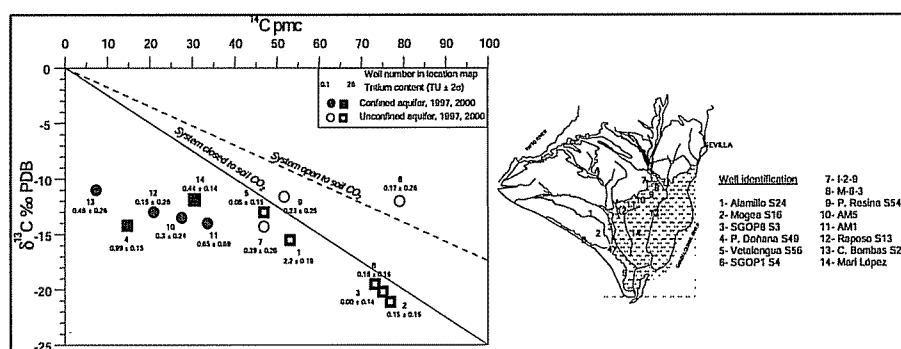 14C pmc
0 10 20 30 40 50 60 70 80 90 100
δ13C ‰ PDB
0
-5
-10
-15
-20
-25
0.1 26 Well number in location map
Tritium content (TU ± 2σ)
Confined aquifer, 1997, 2000
Unconfined aquifer, 1997, 2000
System closed to soil CO2
System open to soil CO2
13
0.46 ± 0.26
12
0.15 ± 0.26
14
0.44 ± 0.14
5
0.06 ± 0.11
9
0.23 ± 0.25
8
0.17 ± 0.26
4
0.99 ± 0.15
10
0.3 ± 0.24
11
0.65 ± 0.69
7
0.39 ± 0.26
1
2.2 ± 0.19
6
0.18 ± 0.16
3
0.00 ± 0.14
2
0.15 ± 0.16
SEVILLA
Well identification
1- Alamillo S24
2- Mogea S16
3- SGOP8 S3
4- P. Doñana S49
5- Vetalengua S56
6- SGOP1 S4
7- I-2-9
8- M-8-3
9- P. Resina S54
10- AM5
11- AM1
12- Raposo S13
13- C. Bombas S2
14- Mari López